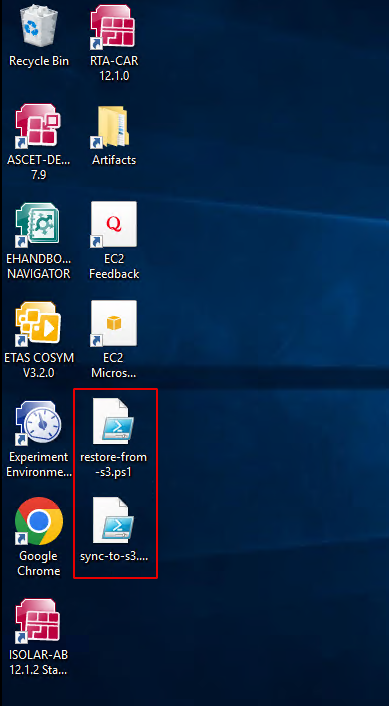 Recycle Bin
RTA-CAR
12.1.0
ASCET-DE...
7.9
Artifacts
EHANDBO...
NAVIGATOR
Q
EC2
Feedback
ETAS COSYM
V3.2.0
EC2
Micros...
Experiment
Environme...
restore-from
-s3.ps1
Google
Chrome
sync-to-s3....
ISOLAR-AB
12.1.2 Sta...